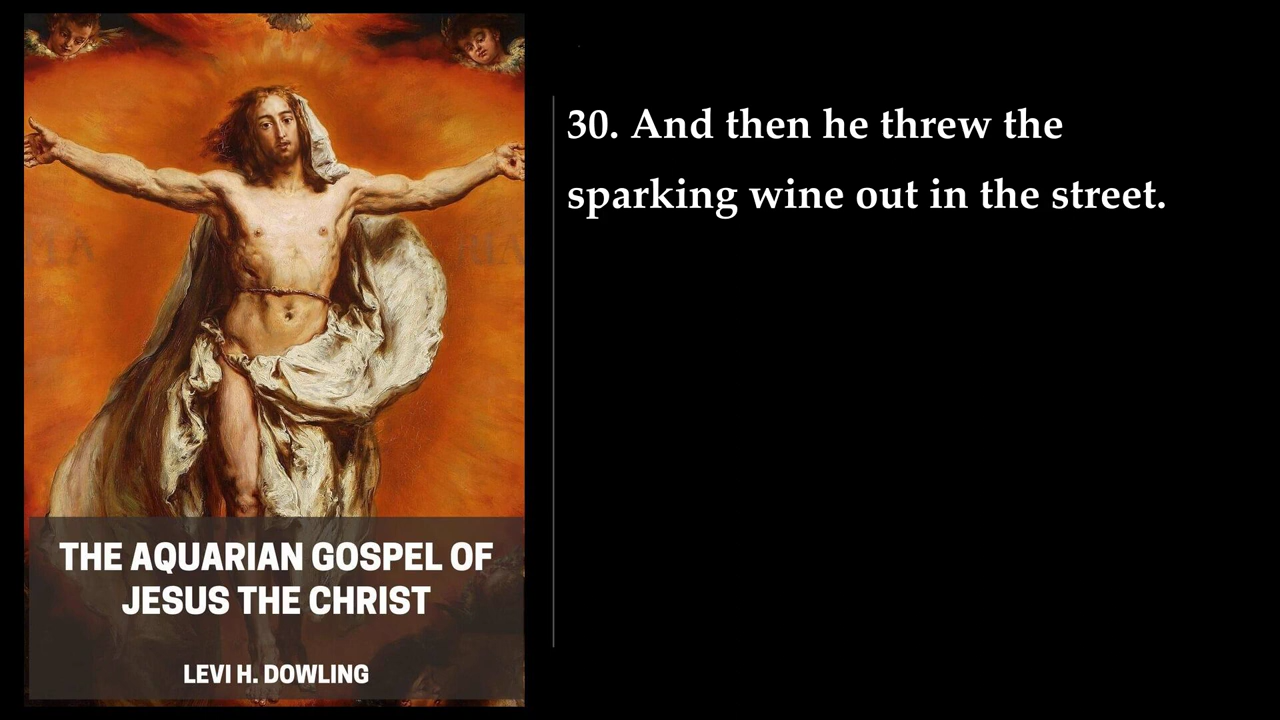 30. And then he threw the
sparking wine out in the street.
THE AQUARIAN GOSPEL OF
JESUS THE CHRIST
LEVI H. DOWLING